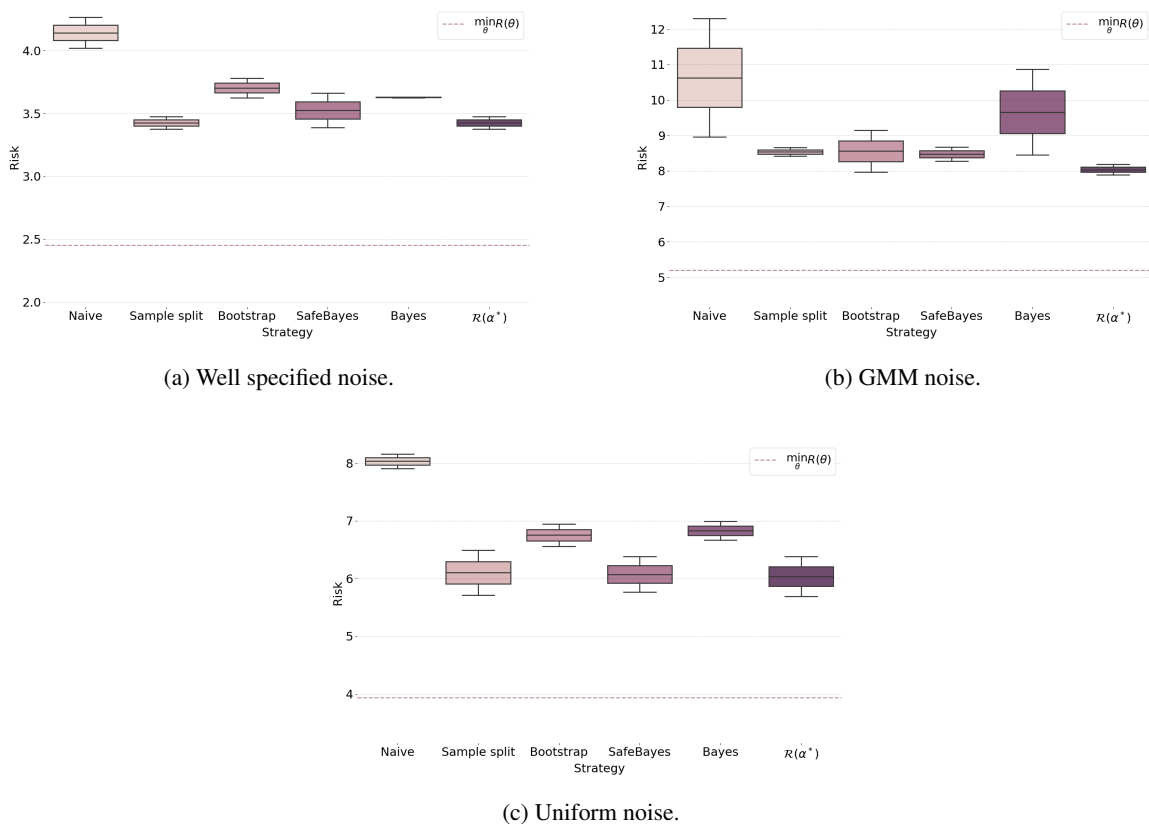 min R(θ)
θ
4.0
3.5
3.0
2.5
2.0
Risk
Naive Sample split Bootstrap SafeBayes Bayes R(α*)
Strategy
(a) Well specified noise.
min R(θ)
θ
12
11
10
9
8
7
6
5
Risk
Naive Sample split Bootstrap SafeBayes Bayes R(α*)
Strategy
(b) GMM noise.
min R(θ)
θ
8
7
6
5
4
Risk
Naive Sample split Bootstrap SafeBayes Bayes R(α*)
Strategy
(c) Uniform noise.